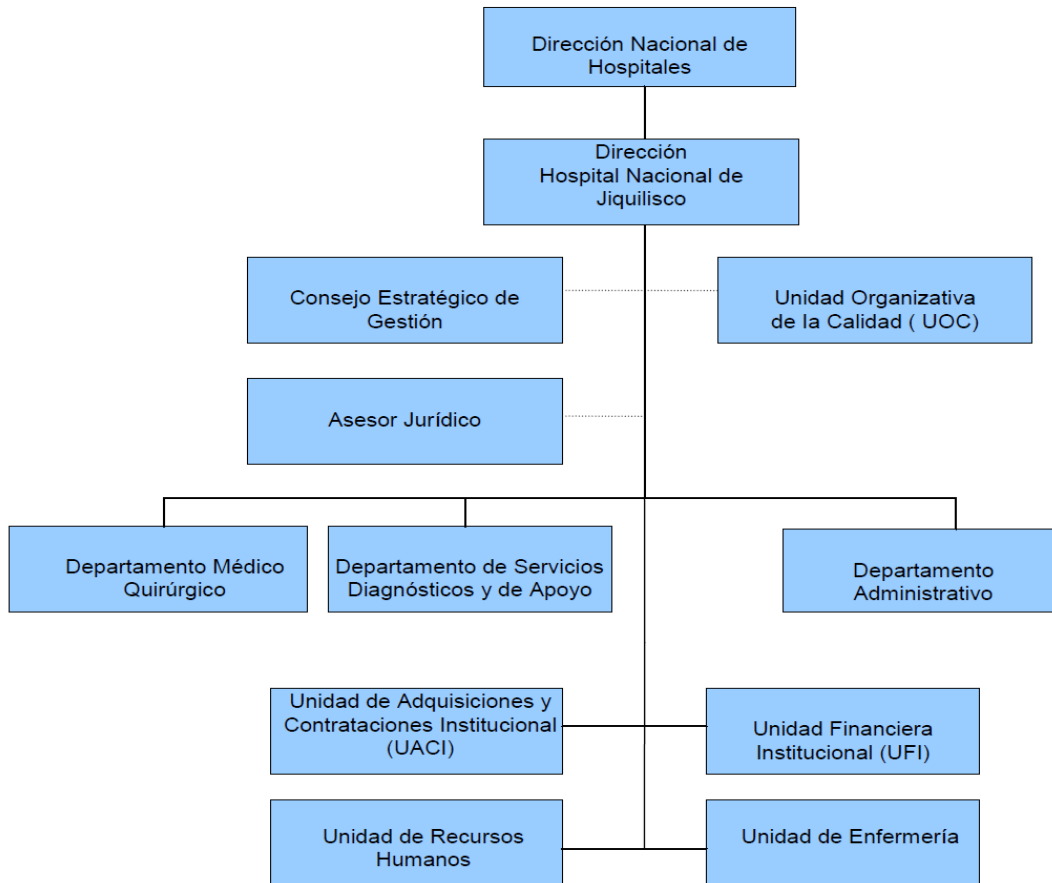 Dirección Nacional de
Hospitales
Dirección
Hospital Nacional de
Jiquilisco
Consejo Estratégico de
Gestión
Unidad Organizativa
de la Calidad ( UOC)
Asesor Jurídico
Departamento Médico
Quirúrgico
Departamento de Servicios
Diagnósticos y de Apoyo
Departamento
Administrativo
Unidad de Adquisiciones y
Contrataciones Institucional
(UACI)
Unidad Financiera
Institucional (UFI)
Unidad de Recursos
Humanos
Unidad de Enfermería